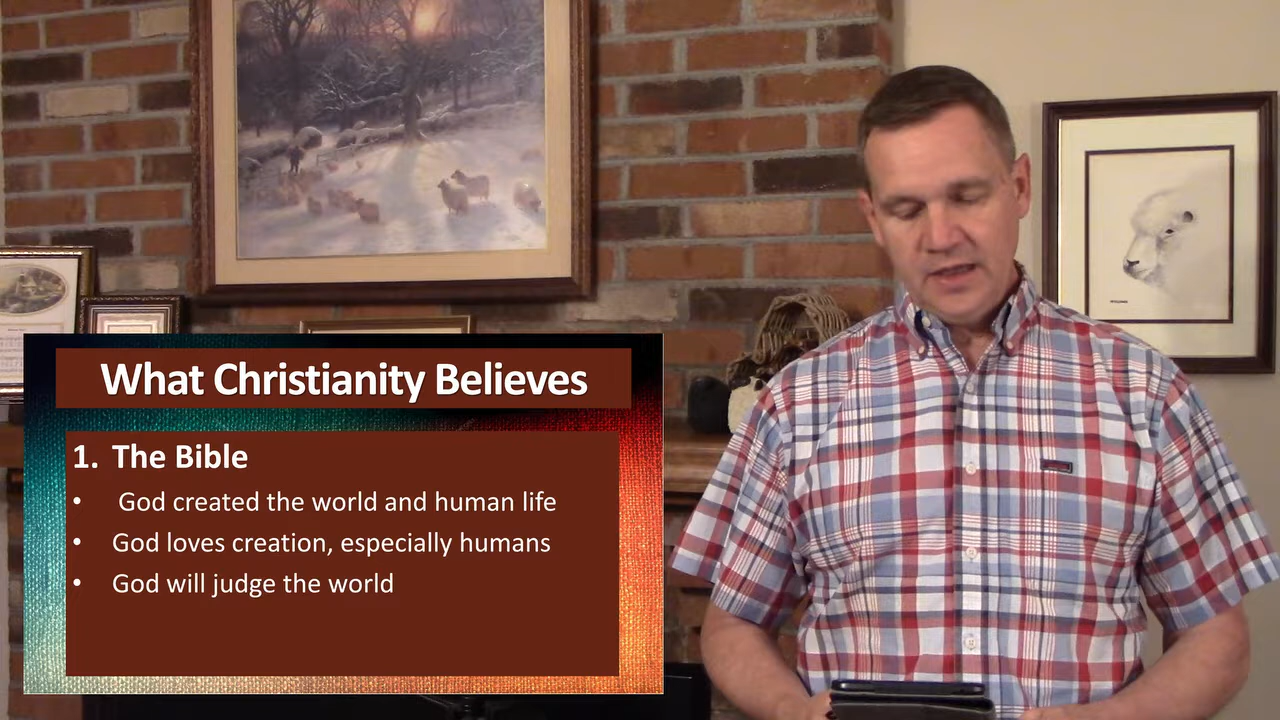 What Christianity Believes
1. The Bible
• God created the world and human life
• God loves creation, especially humans
• God will judge the world